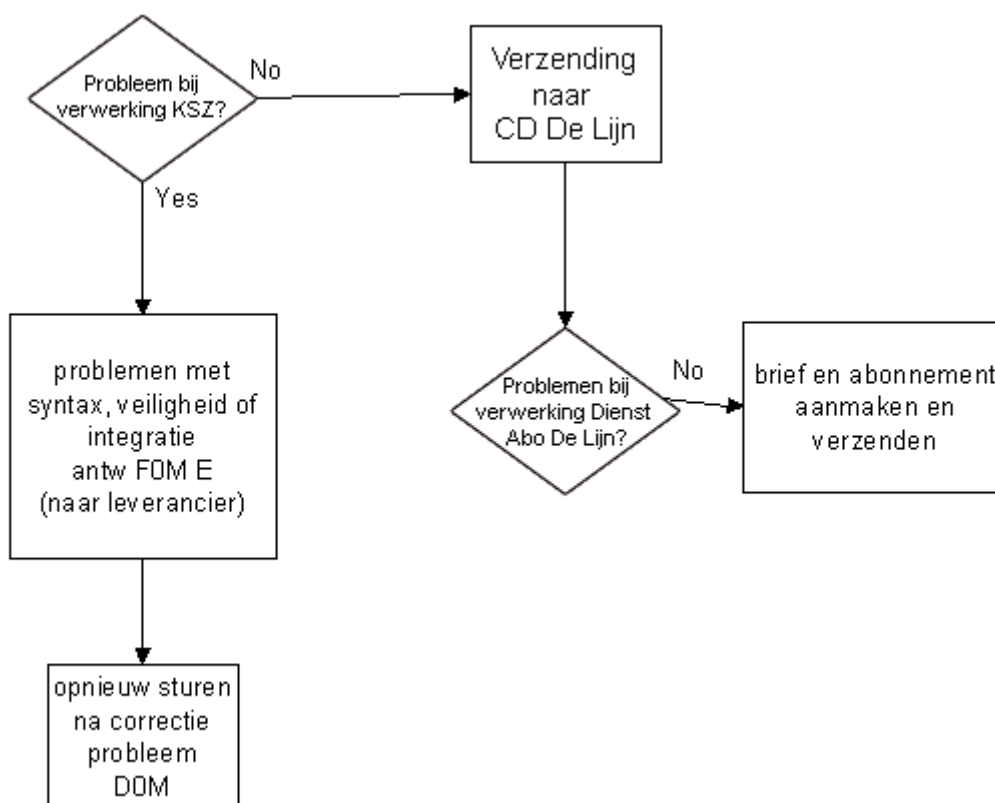 Probleem bij
verwerking KSZ?
No
Yes
Verzending
naar
CD De Lijn
problemen met
syntax, veiligheid of
integratie
antw FOM E
(naar leverancier)
Problemen bij
verwerking Dienst
Abo De Lijn?
No
brief en abonnement
aanmaken en
verzenden
opnieuw sturen
na correctie
probleem
DOM